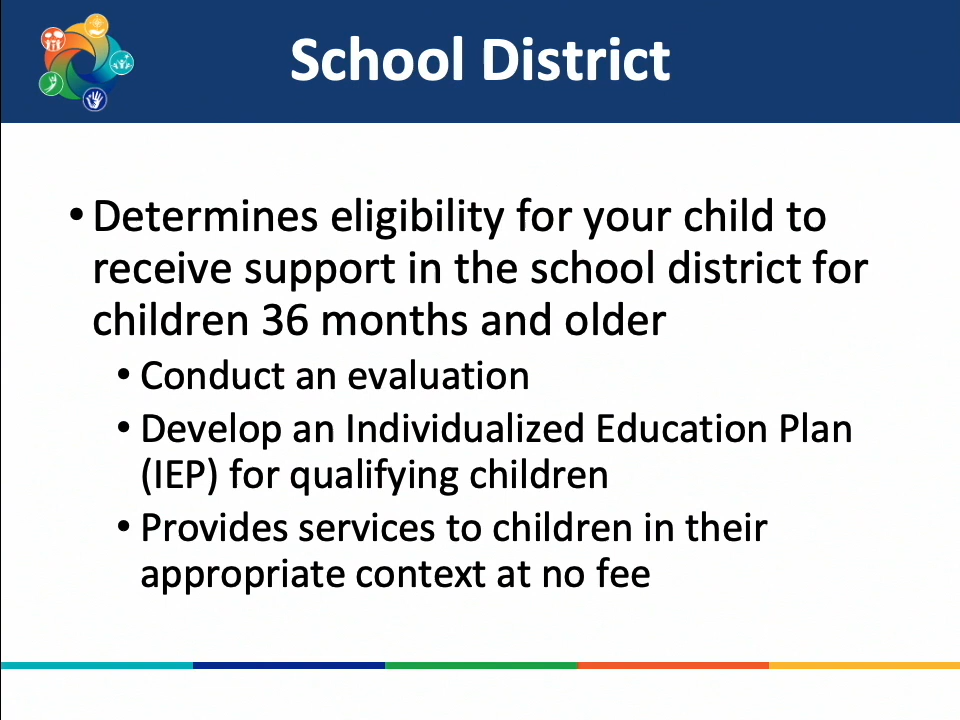 School District
• Determines eligibility for your child to
receive support in the school district for
children 36 months and older
• Conduct an evaluation
• Develop an Individualized Education Plan
(IEP) for qualifying children
• Provides services to children in their
appropriate context at no fee